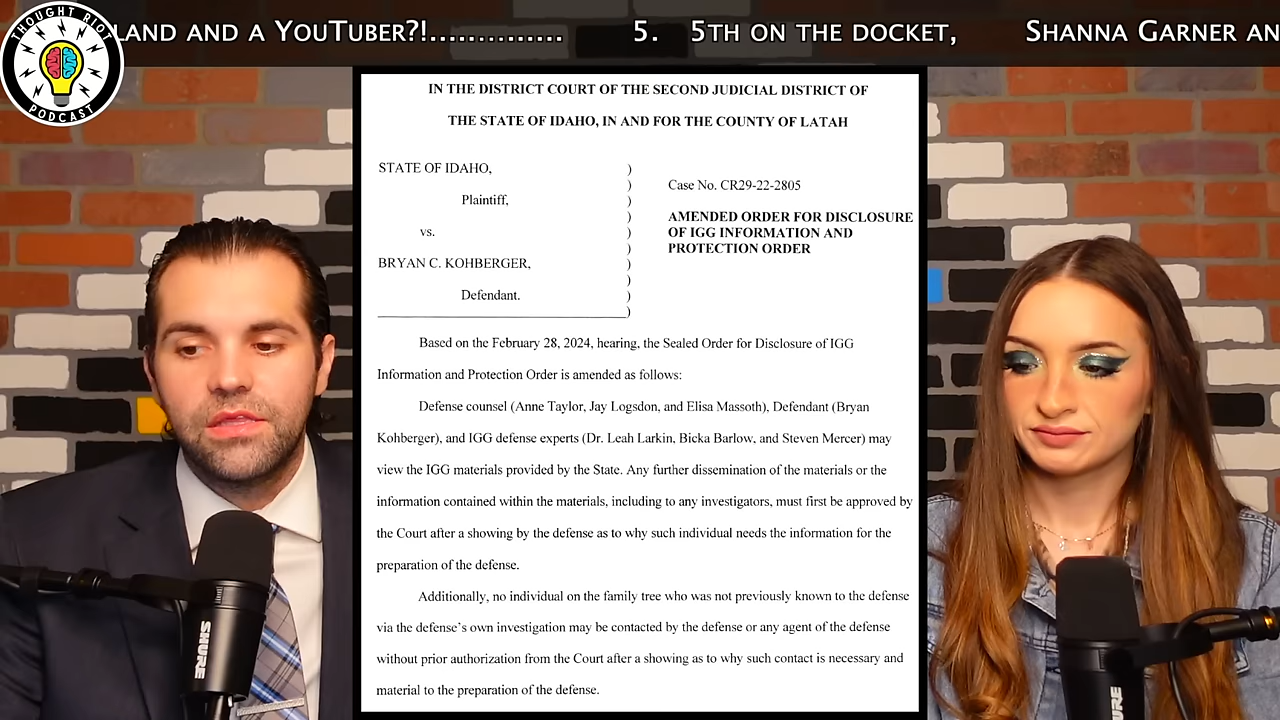 LAND AND A YOUTUBER?!.............. 5. 5TH ON THE DOCKET, SHANNA GARNER AN
THOUGHT RIOT
PODCAST
IN THE DISTRICT COURT OF THE SECOND JUDICIAL DISTRICT OF
THE STATE OF IDAHO, IN AND FOR THE COUNTY OF LATAH
STATE OF IDAHO,
Plaintiff,
vs.
BRYAN C. KOHBERGER,
Defendant.
)
)
)
)
)
)
)
)
)
)
Case No. CR29-22-2805
AMENDED ORDER FOR DISCLOSURE
OF IGG INFORMATION AND
PROTECTION ORDER
Based on the February 28, 2024, hearing, the Sealed Order for Disclosure of IGG
Information and Protection Order is amended as follows:
Defense counsel (Anne Taylor, Jay Logsdon, and Elisa Massoth), Defendant (Bryan
Kohberger), and IGG defense experts (Dr. Leah Larkin, Bicka Barlow, and Steven Mercer) may
view the IGG materials provided by the State. Any further dissemination of the materials or the
information contained within the materials, including to any investigators, must first be approved by
the Court after a showing by the defense as to why such individual needs the information for the
preparation of the defense.
Additionally, no individual on the family tree who was not previously known to the defense
via the defense's own investigation may be contacted by the defense or any agent of the defense
without prior authorization from the Court after a showing as to why such contact is necessary and
material to the preparation of the defense.
SHURE
URE